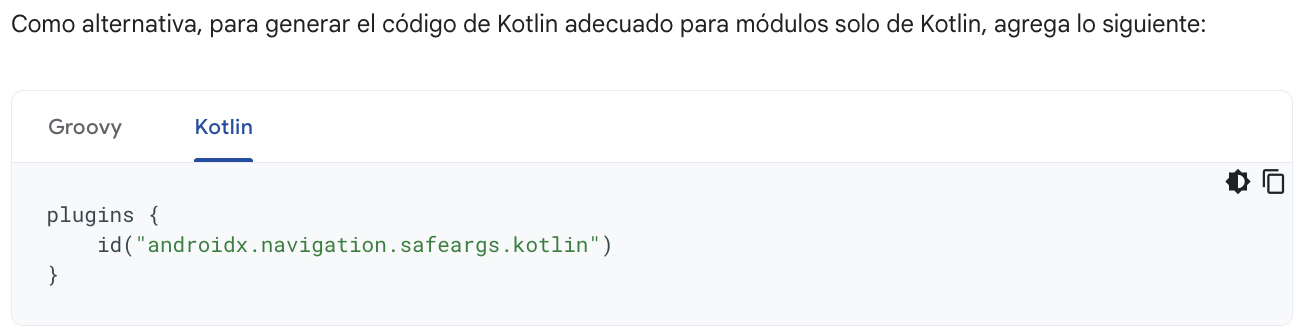 Como alternativa, para generar el código de Kotlin adecuado para módulos solo de Kotlin, agrega lo siguiente:
Groovy Kotlin
plugins {
    id("androidx.navigation.safeargs.kotlin")
}